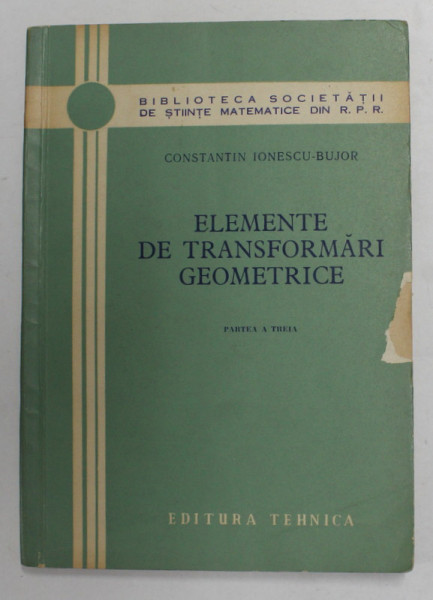 BIBLIOTECA SOCIETĂȚII
DE ȘTIINȚE MATEMATICE DIN R. P. R.
CONSTANTIN IONESCU-BUJOR
ELEMENTE
DE TRANSFORMĂRI
GEOMETRICE
PARTEA A TREIA
EDITURA TEHNICA